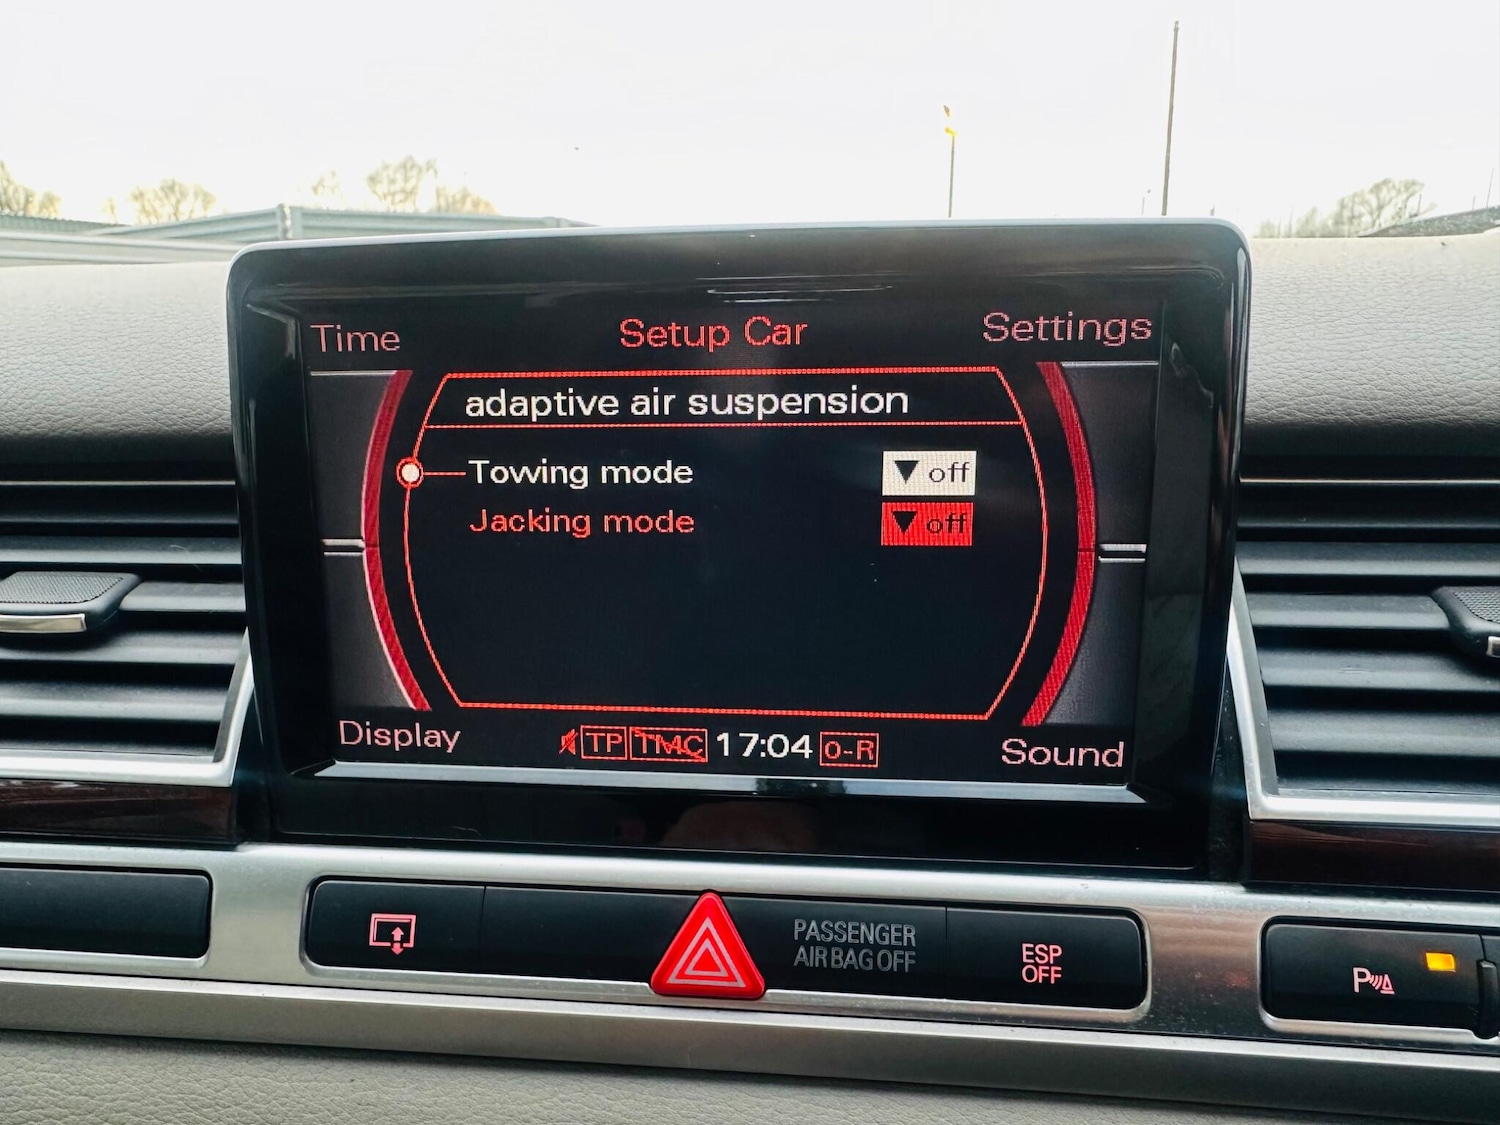 Time
Setup Car
Settings
adaptive air suspension
Towing mode
▼ off
Jacking mode
▼ off
Display
TP TMC 17:04 o-R
Sound
PASSENGER
AIR BAG OFF
ESP
OFF
P